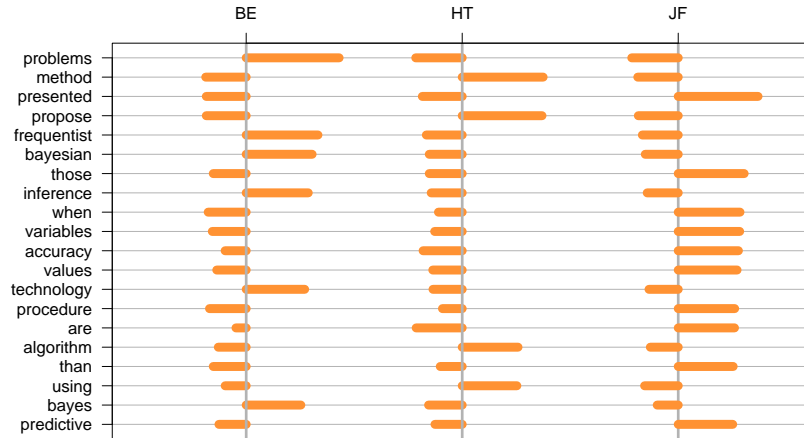 BE HT JF
problems
method
presented
propose
frequentist
bayesian
those
inference
when
variables
accuracy
values
technology
procedure
are
algorithm
than
using
bayes
predictive